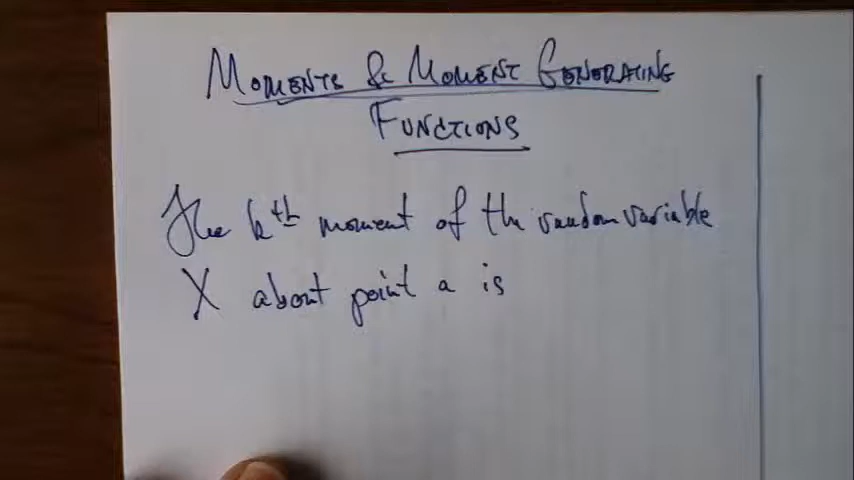 MOMENTS & MOMENT GENERATING
FUNCTIONS
The kth moment of the random variable
X about point a is